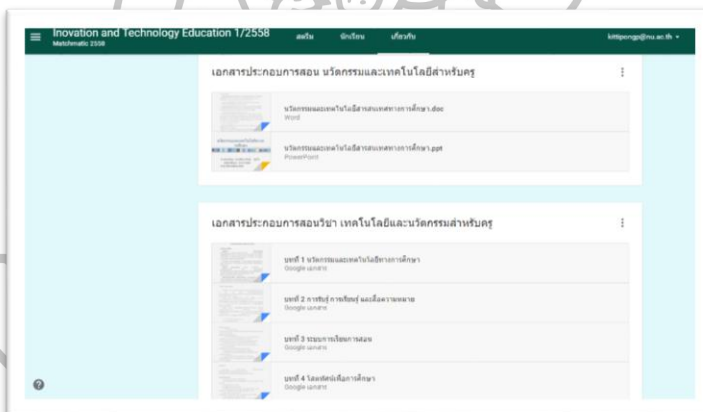 Inovation and Technology Education 1/2558
Matchmatic 2558
สตรีม นักเรียน เกี่ยวกับ
kittipongp@nu.ac.th
เอกสารประกอบการสอน นวัตกรรมและเทคโนโลยีสำหรับครู
นวัตกรรมและเทคโนโลยีสารสนเทศทางการศึกษา.doc
Word
นวัตกรรมและเทคโนโลยีสารสนเทศทางการศึกษา.ppt
PowerPoint
เอกสารประกอบการสอนวิชา เทคโนโลยีและนวัตกรรมสำหรับครู
บทที่ 1 นวัตกรรมและเทคโนโลยีทางการศึกษา
Google เอกสาร
บทที่ 2 การรับรู้ การเรียนรู้ และสื่อความหมาย
Google เอกสาร
บทที่ 3 ระบบการเรียนการสอน
Google เอกสาร
บทที่ 4 โสตทัศน์เพื่อการศึกษา
Google เอกสาร